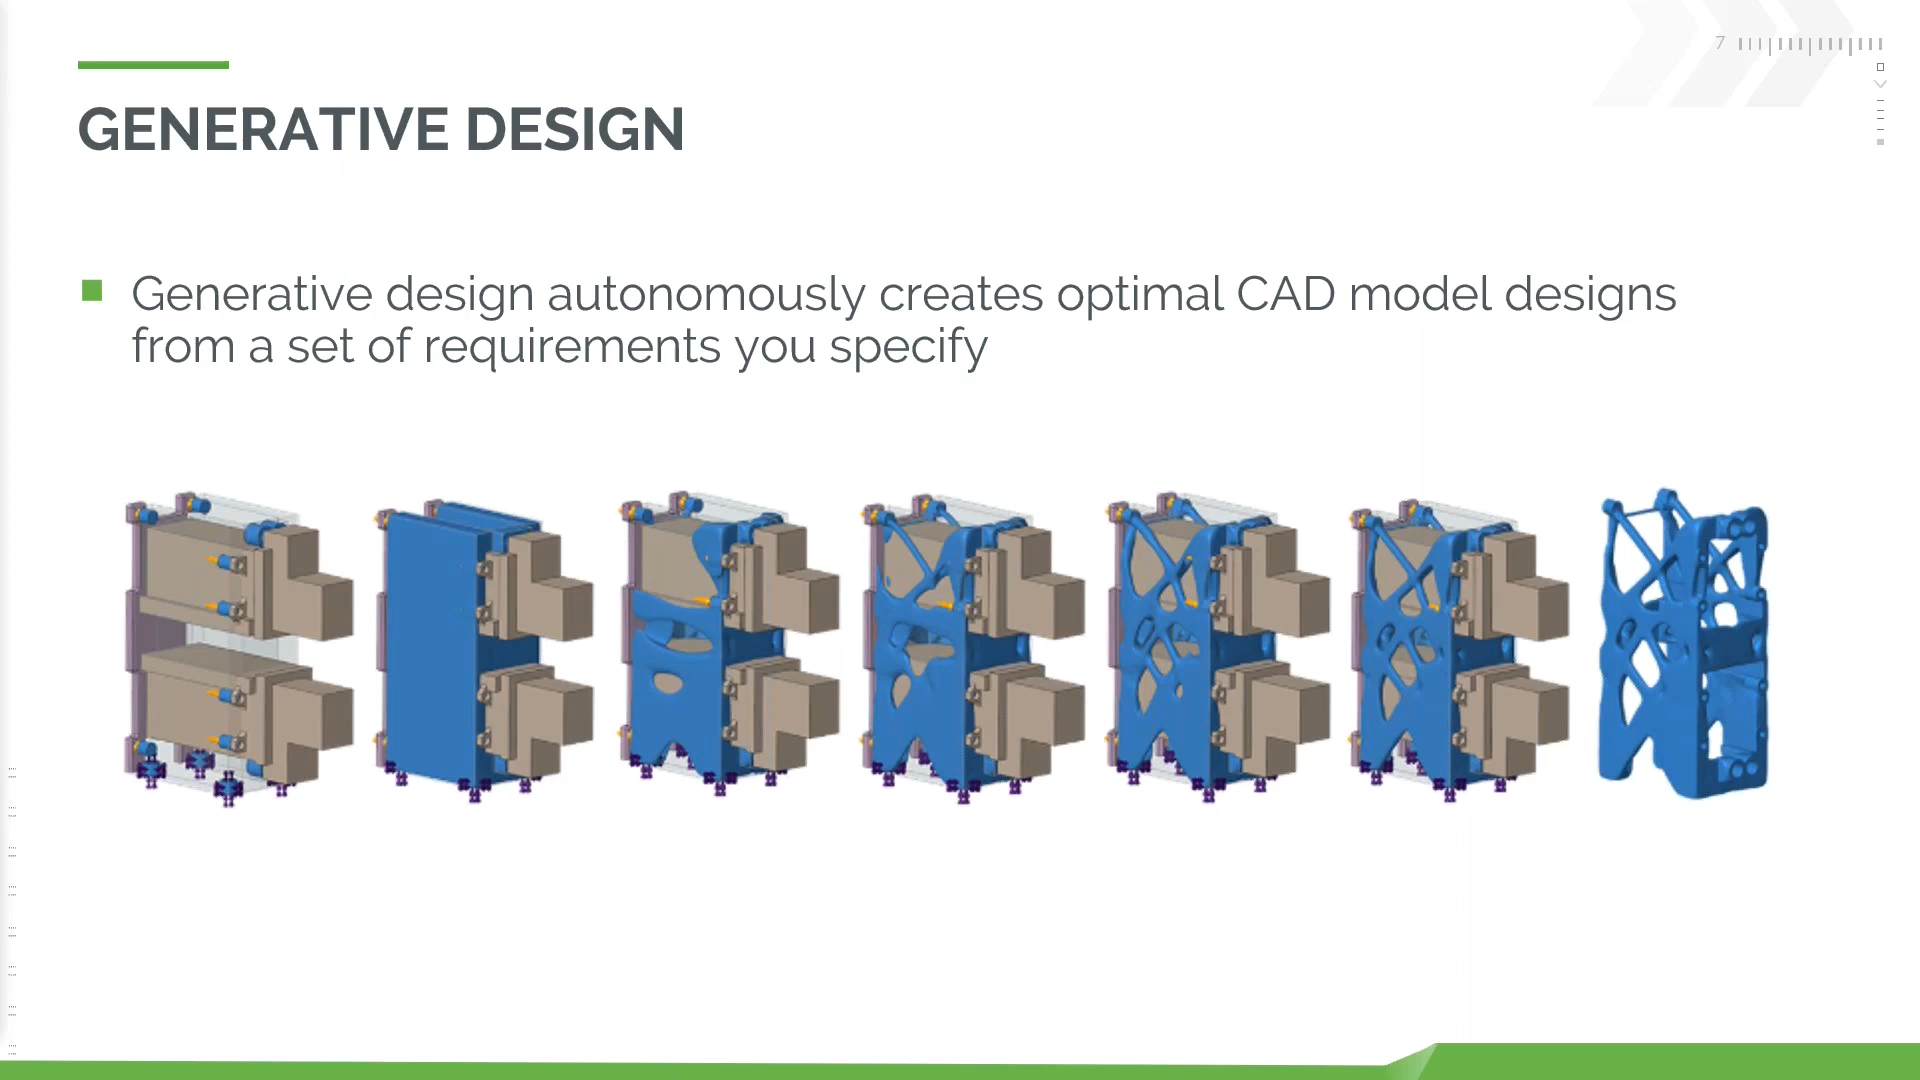 7
GENERATIVE DESIGN
Generative design autonomously creates optimal CAD model designs
from a set of requirements you specify